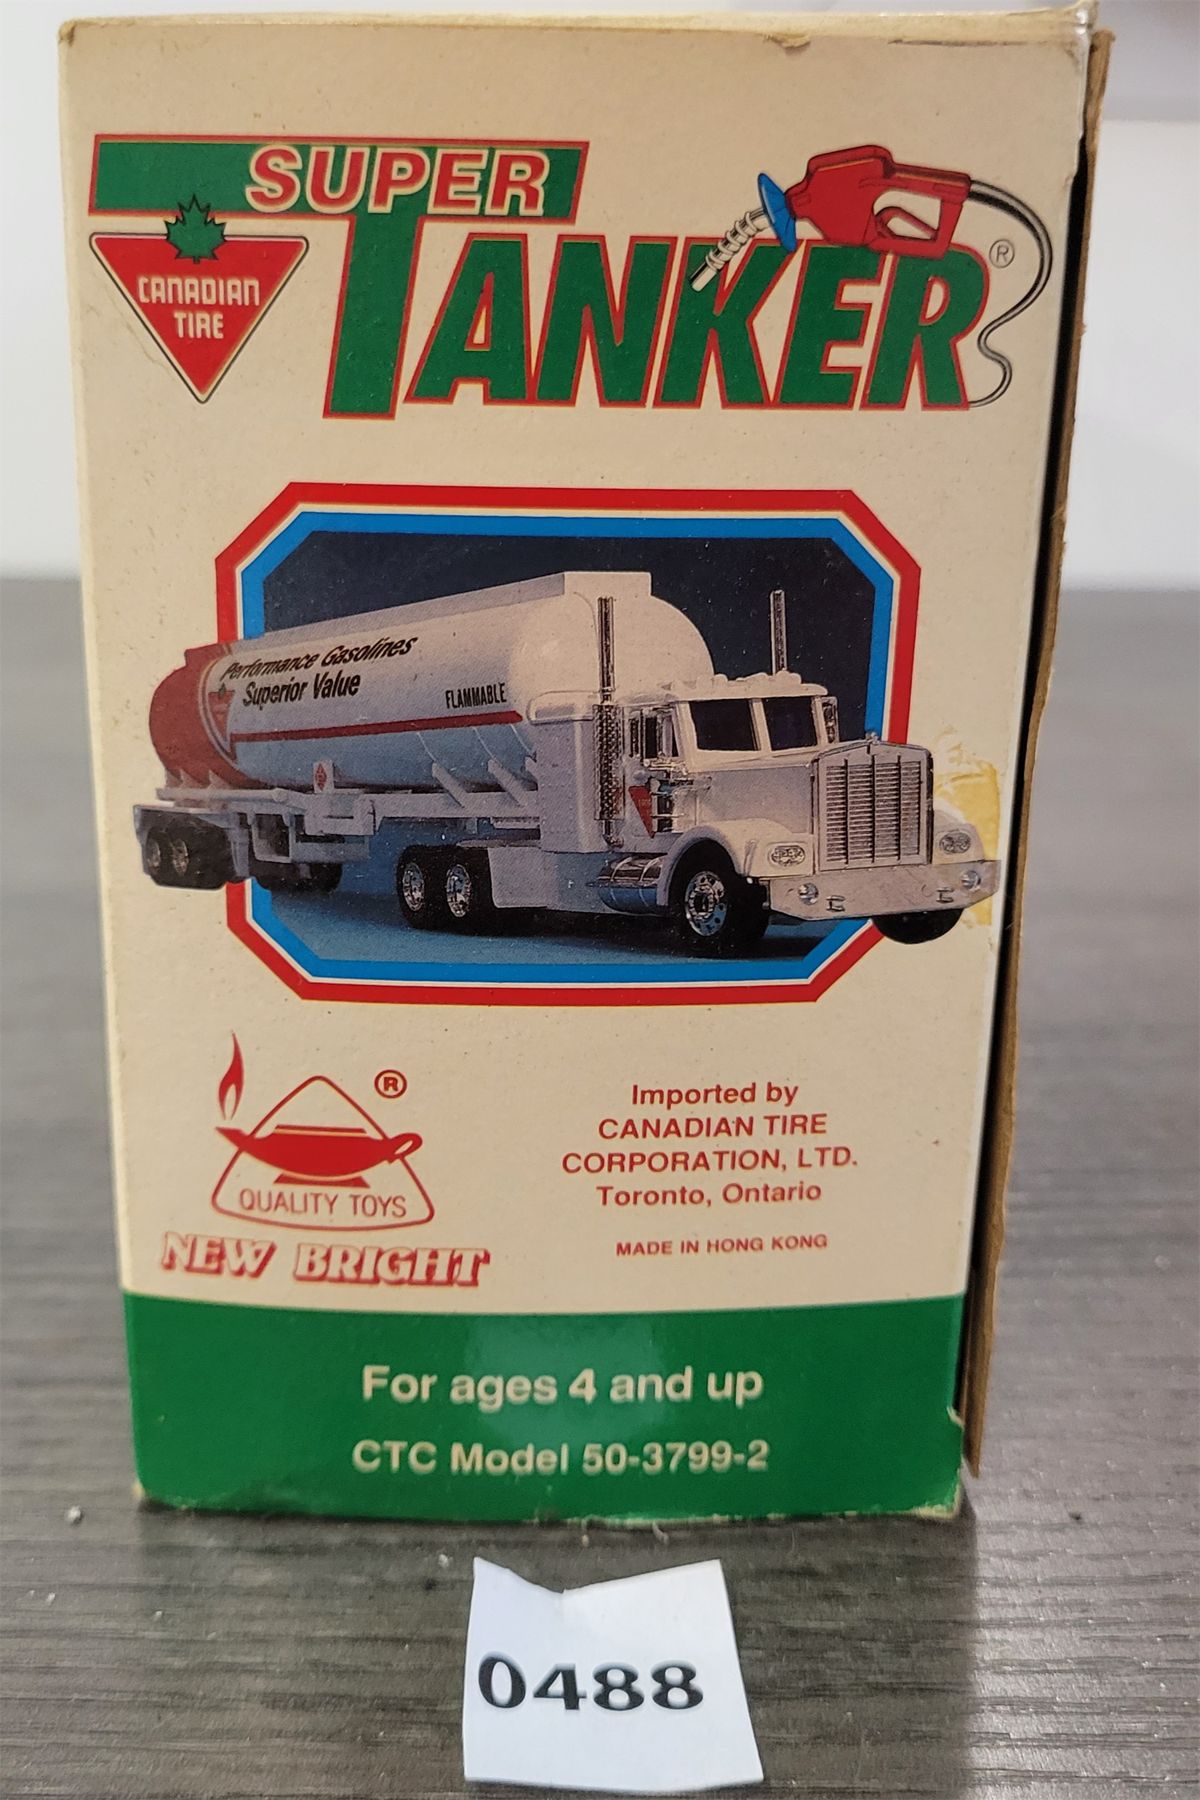 SUPER
TANKER®
CANADIAN
TIRE
Performance Gasolines
Superior Value
FLAMMABLE
®
QUALITY TOYS
NEW BRIGHT
Imported by
CANADIAN TIRE
CORPORATION, LTD.
Toronto, Ontario
MADE IN HONG KONG
For ages 4 and up
CTC Model 50-3799-2
0488